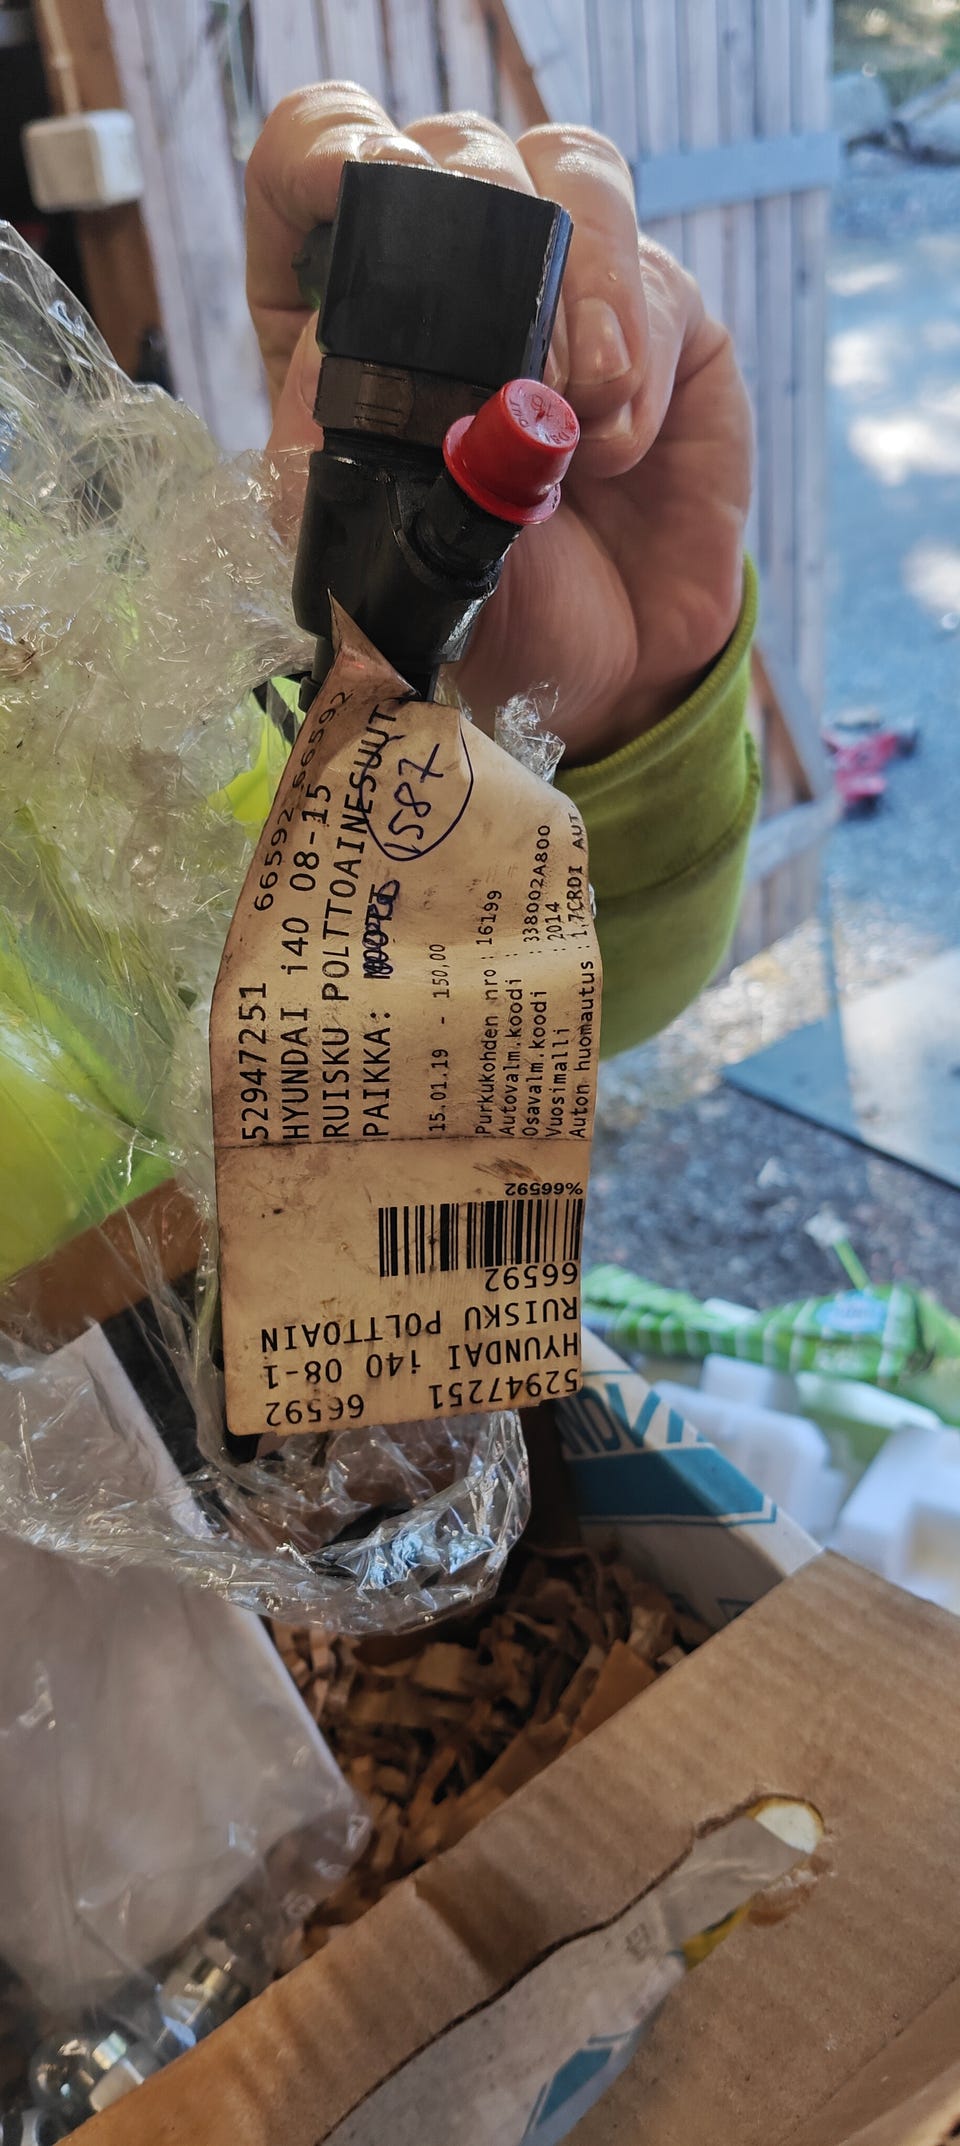 52947251 66592 66592
HYUNDAI i40 08-15
RUISKU POLTTOAINESUUT
1587
PAIKKA:
15.01.19 - 150,00
Purkukohden nro : 16199
Autovalm.koodi :
Osavalm.koodi : 338002A800
Vuosimalli : 2014
Auton huomautus : 1.7CRDI AUT
%66592
66592
RUISKU POLTTOAIN
HYUNDAI i40 08-1
52947251 66592